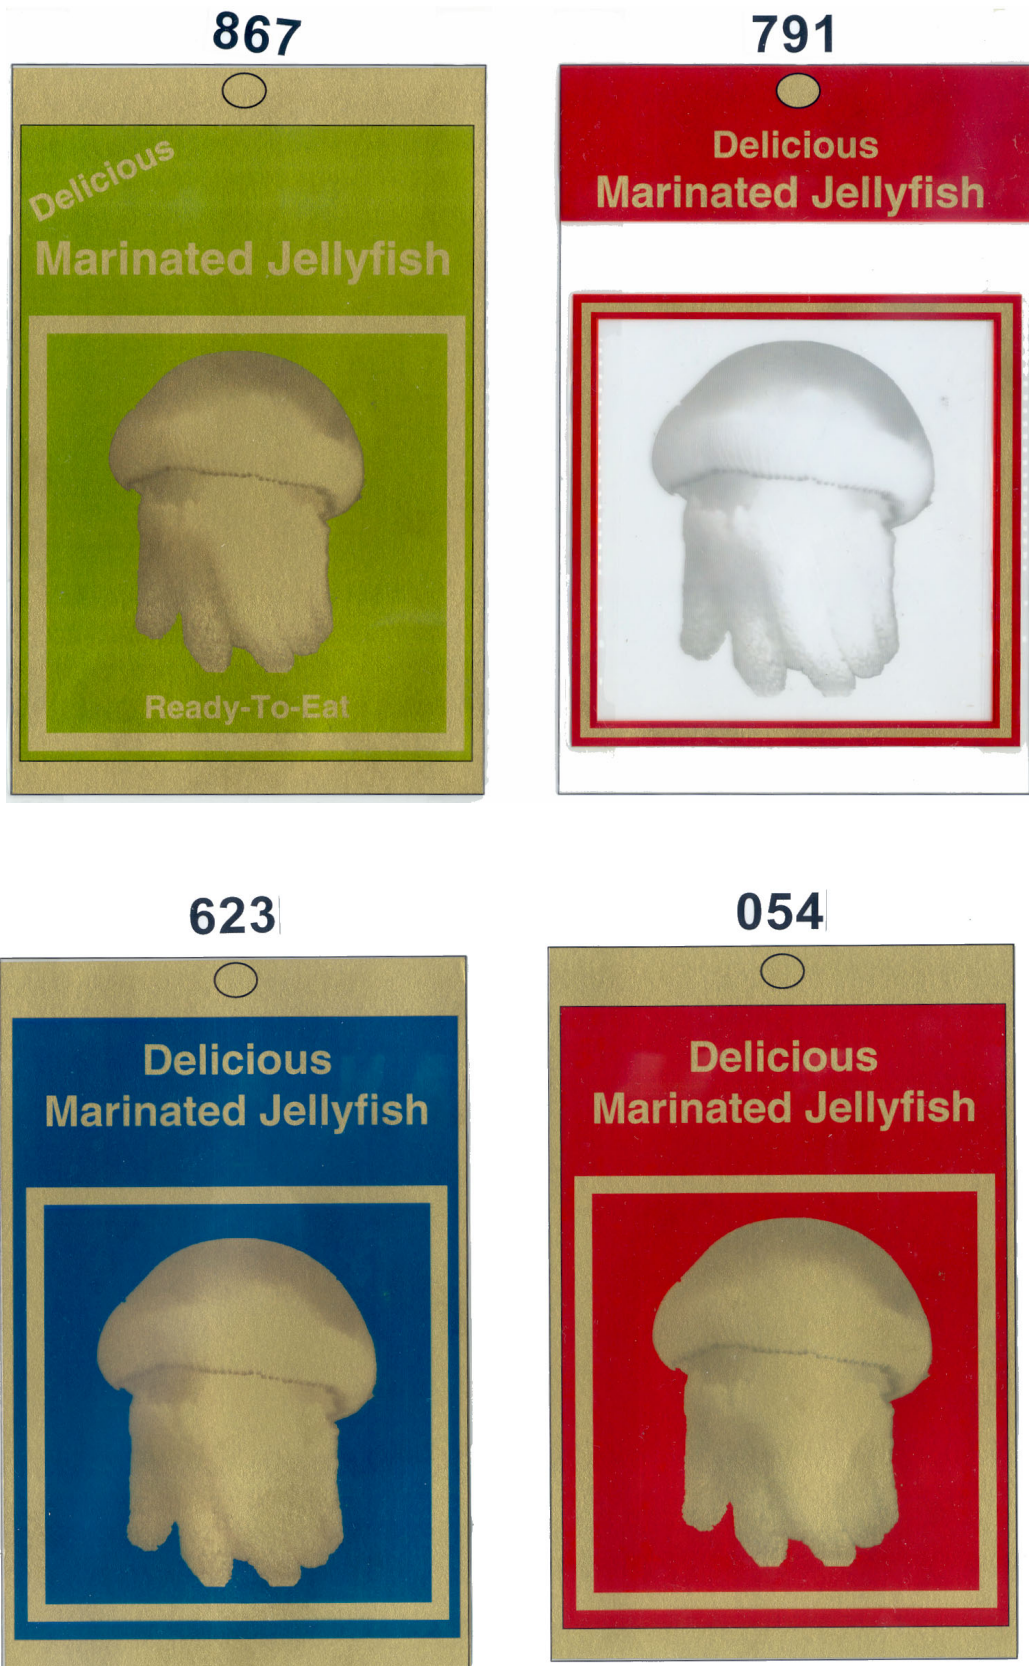 867
Delicious
Marinated Jellyfish
Ready-To-Eat
791
Delicious
Marinated Jellyfish
623
Delicious
Marinated Jellyfish
054
Delicious
Marinated Jellyfish